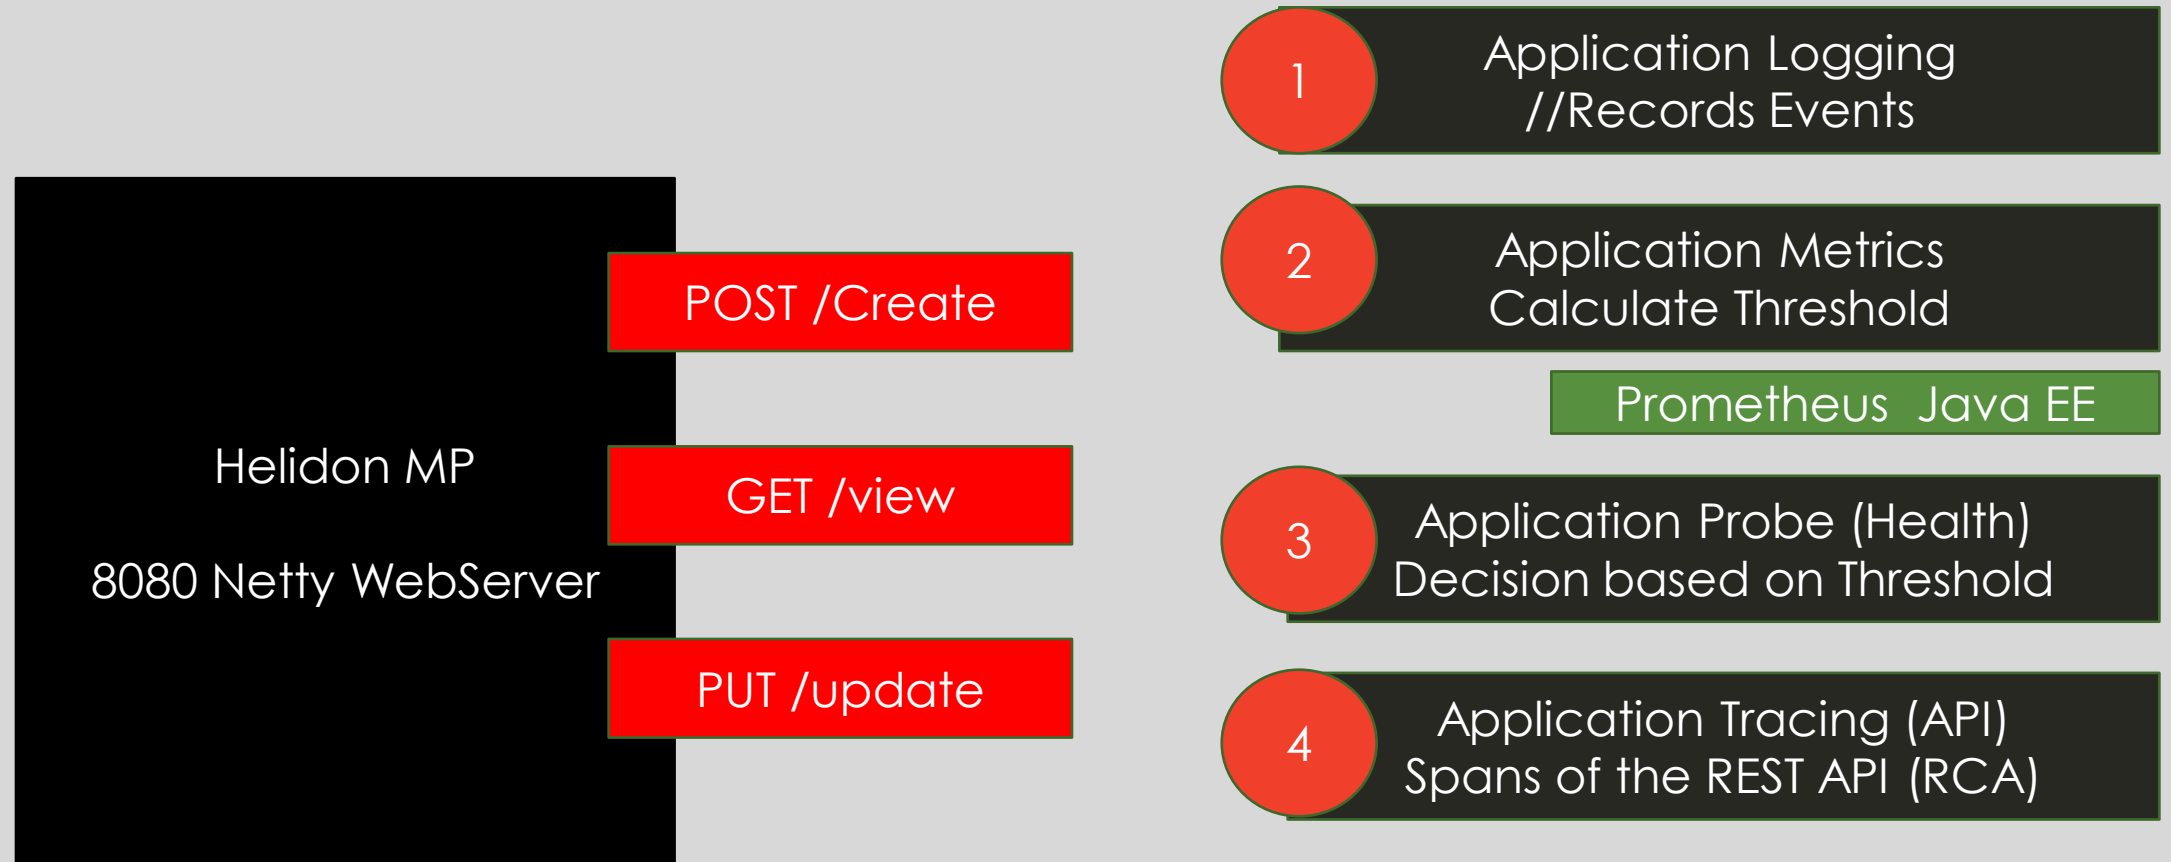 Helidon MP
8080 Netty WebServer
POST /Create
GET /view
PUT /update
1
Application Logging
//Records Events
2
Application Metrics
Calculate Threshold
Prometheus  Java EE
3
Application Probe (Health)
Decision based on Threshold
4
Application Tracing (API)
Spans of the REST API (RCA)